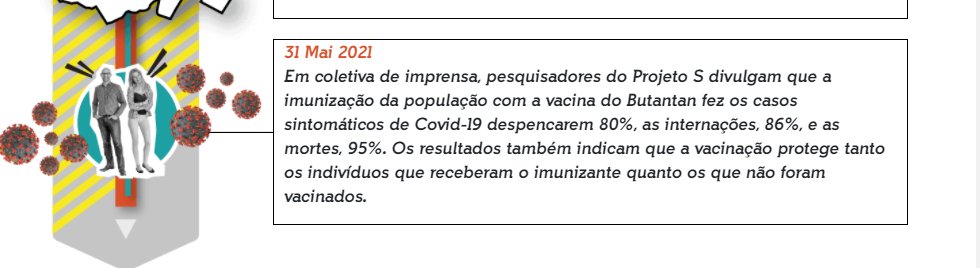 31 Mai 2021
Em coletiva de imprensa, pesquisadores do Projeto S divulgam que a
imunização da população com a vacina do Butantan fez os casos
sintomáticos de Covid-19 despencarem 80%, as internações, 86%, e as
mortes, 95%. Os resultados também indicam que a vacinação protege tanto
os indivíduos que receberam o imunizante quanto os que não foram
vacinados.